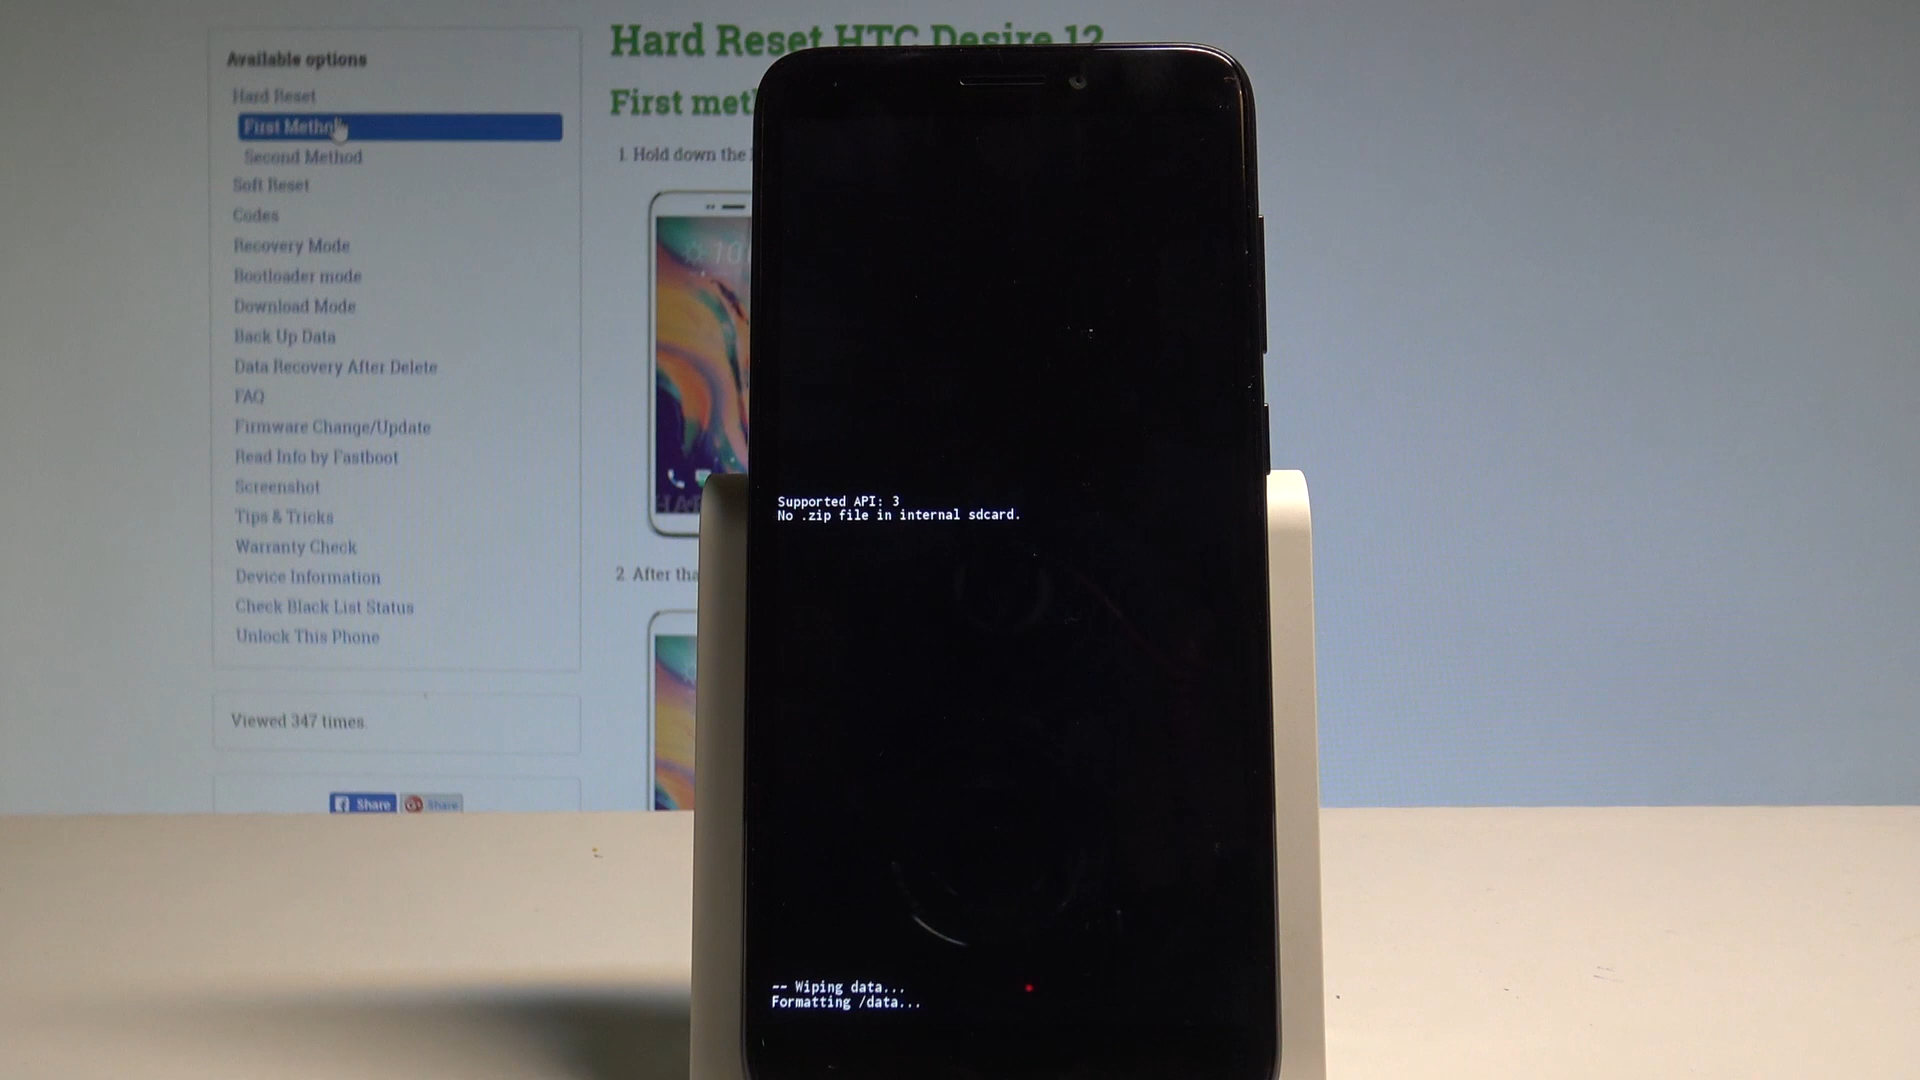 Available options
Hard Reset
First Metho
Second Method
Soft Reset
Codes
Recovery Mode
Bootloader mode
Download Mode
Back Up Data
Data Recovery After Delete
FAQ
Firmware Change/Update
Read Info by Fastboot
Screenshot
Tips & Tricks
Warranty Check
Device Information
Check Black List Status
Unlock This Phone
Viewed 347 times.
Share
Share
Hard Reset HTC Desire 12
First met
1. Hold down the
10
2. After tha
Supported API: 3
No .zip file in internal sdcard.
-- Wiping data...
Formatting /data...